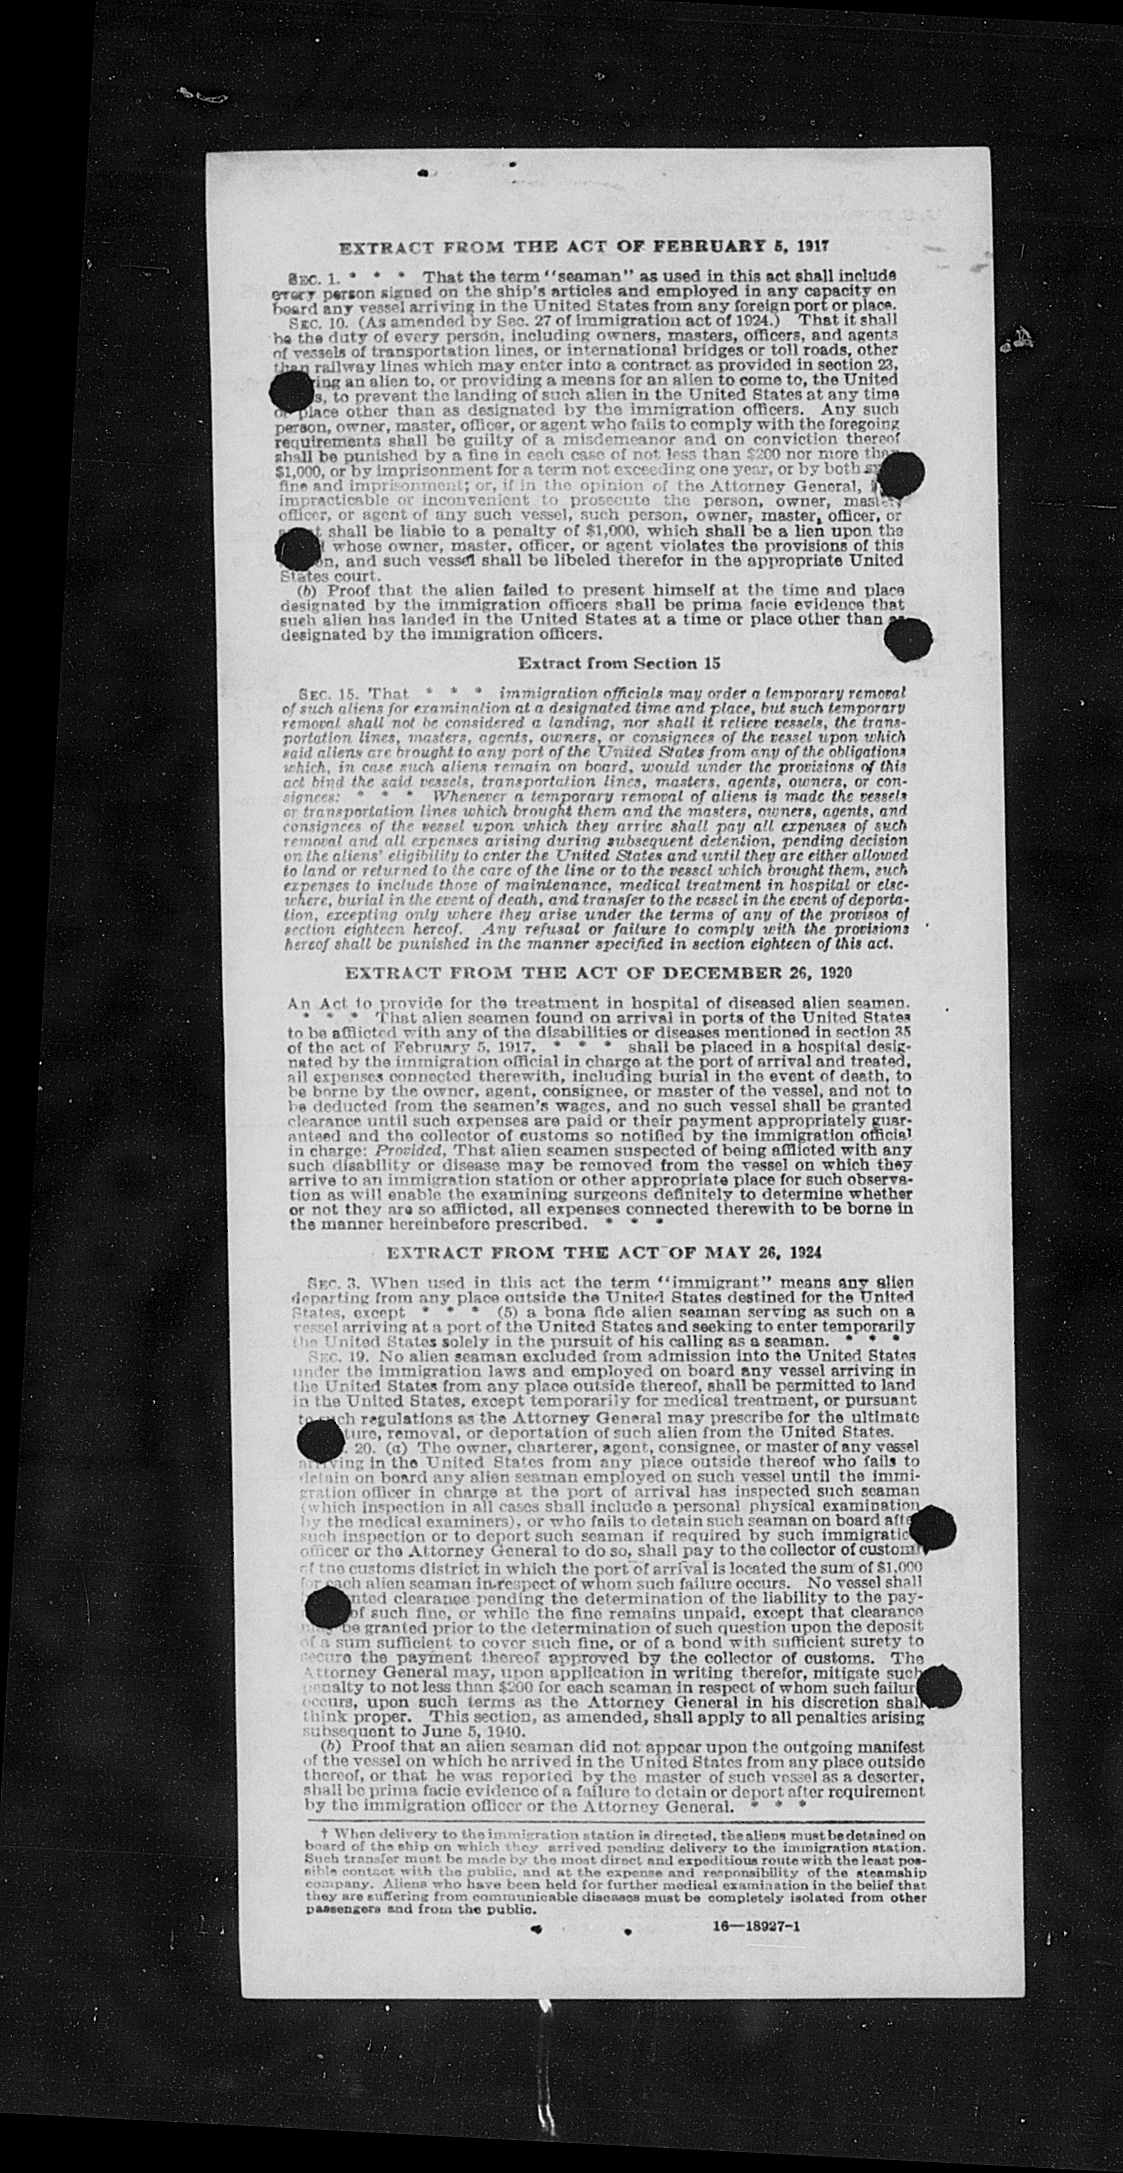 EXTRACT FROM THE ACT OF FEBRUARY 5, 1917
SEC. 1. * * * That the term "seaman" as used in this act shall include
every person signed on the ship's articles and employed in any capacity on
board any vessel arriving in the United States from any foreign port or place.
SEC. 10. (As amended by Sec. 27 of immigration act of 1924.) That it shall
be the duty of every person, including owners, masters, officers, and agents
of vessels of transportation lines, or international bridges or toll roads, other
than railway lines which may enter into a contract as provided in section 23,
ing an alien to, or providing a means for an alien to come to, the United
s, to prevent the landing of such alien in the United States at any time
or place other than as designated by the immigration officers. Any such
person, owner, master, officer, or agent who fails to comply with the foregoing
requirements shall be guilty of a misdemeanor and on conviction thereof
shall be punished by a fine in each case of not less than $200 nor more than
$1,000, or by imprisonment for a term not exceeding one year, or by both
fine and imprisonment; or, if in the opinion of the Attorney General,
impracticable or inconvenient to prosecute the person, owner, master,
officer, or agent of any such vessel, such person, owner, master, officer, or
shall be liable to a penalty of $1,000, which shall be a lien upon the
whose owner, master, officer, or agent violates the provisions of this
on, and such vessel shall be libeled therefor in the appropriate United
States court.
(b) Proof that the alien failed to present himself at the time and place
designated by the immigration officers shall be prima facie evidence that
such alien has landed in the United States at a time or place other than as
designated by the immigration officers.
Extract from Section 15
SEC. 15. That * * * immigration officials may order a temporary removal
of such aliens for examination at a designated time and place, but such temporary
removal shall not be considered a landing, nor shall it relieve vessels, the trans-
portation lines, masters, agents, owners, or consignees of the vessel upon which
said aliens are brought to any port of the United States from any of the obligations
which, in case such aliens remain on board, would under the provisions of this
act bind the said vessels, transportation lines, masters, agents, owners, or con-
signees: * * * Whenever a temporary removal of aliens is made the vessels
or transportation lines which brought them and the masters, owners, agents, and
consignees of the vessel upon which they arrive shall pay all expenses of such
removal and all expenses arising during subsequent detention, pending decision
on the aliens' eligibility to enter the United States and until they are either allowed
to land or returned to the care of the line or to the vessel which brought them, such
expenses to include those of maintenance, medical treatment in hospital or else-
where, burial in the event of death, and transfer to the vessel in the event of deporta-
tion, excepting only where they arise under the terms of any of the provisos of
section eighteen hereof. Any refusal or failure to comply with the provisions
hereof shall be punished in the manner specified in section eighteen of this act.
EXTRACT FROM THE ACT OF DECEMBER 26, 1920
An Act to provide for the treatment in hospital of diseased alien seamen.
* * * That alien seamen found on arrival in ports of the United States
to be afflicted with any of the disabilities or diseases mentioned in section 35
of the act of February 5, 1917, * * * shall be placed in a hospital desig-
nated by the immigration official in charge at the port of arrival and treated,
all expenses connected therewith, including burial in the event of death, to
be borne by the owner, agent, consignee, or master of the vessel, and not to
be deducted from the seamen's wages, and no such vessel shall be granted
clearance until such expenses are paid or their payment appropriately guar-
anteed and the collector of customs so notified by the immigration official
in charge: Provided, That alien seamen suspected of being afflicted with any
such disability or disease may be removed from the vessel on which they
arrive to an immigration station or other appropriate place for such observa-
tion as will enable the examining surgeons definitely to determine whether
or not they are so afflicted, all expenses connected therewith to be borne in
the manner hereinbefore prescribed. * * *
EXTRACT FROM THE ACT OF MAY 26, 1924
SEC. 3. When used in this act the term "immigrant" means any alien
departing from any place outside the United States destined for the United
States, except * * * (5) a bona fide alien seaman serving as such on a
vessel arriving at a port of the United States and seeking to enter temporarily
the United States solely in the pursuit of his calling as a seaman. * * *
SEC. 19. No alien seaman excluded from admission into the United States
under the immigration laws and employed on board any vessel arriving in
the United States from any place outside thereof, shall be permitted to land
in the United States, except temporarily for medical treatment, or pursuant
to such regulations as the Attorney General may prescribe for the ultimate
ture, removal, or deportation of such alien from the United States.
20. (a) The owner, charterer, agent, consignee, or master of any vessel
arriving in the United States from any place outside thereof who fails to
detain on board any alien seaman employed on such vessel until the immi-
gration officer in charge at the port of arrival has inspected such seaman
(which inspection in all cases shall include a personal physical examination
by the medical examiners), or who fails to detain such seaman on board after
such inspection or to deport such seaman if required by such immigration
officer or the Attorney General to do so, shall pay to the collector of customs
of the customs district in which the port of arrival is located the sum of $1,000
for each alien seaman in respect of whom such failure occurs. No vessel shall
nted clearance pending the determination of the liability to the pay-
of such fine, or while the fine remains unpaid, except that clearance
may be granted prior to the determination of such question upon the deposit
of a sum sufficient to cover such fine, or of a bond with sufficient surety to
secure the payment thereof approved by the collector of customs. The
Attorney General may, upon application in writing therefor, mitigate such
penalty to not less than $200 for each seaman in respect of whom such failure
occurs, upon such terms as the Attorney General in his discretion shall
think proper. This section, as amended, shall apply to all penalties arising
subsequent to June 5, 1940.
(b) Proof that an alien seaman did not appear upon the outgoing manifest
of the vessel on which he arrived in the United States from any place outside
thereof, or that he was reported by the master of such vessel as a deserter,
shall be prima facie evidence of a failure to detain or deport after requirement
by the immigration officer or the Attorney General. * * *
† When delivery to the immigration station is directed, the aliens must be detained on
board of the ship on which they arrived pending delivery to the immigration station.
Such transfer must be made by the most direct and expeditious route with the least pos-
sible contact with the public, and at the expense and responsibility of the steamship
company. Aliens who have been held for further medical examination in the belief that
they are suffering from communicable diseases must be completely isolated from other
passengers and from the public.
16—18927-1